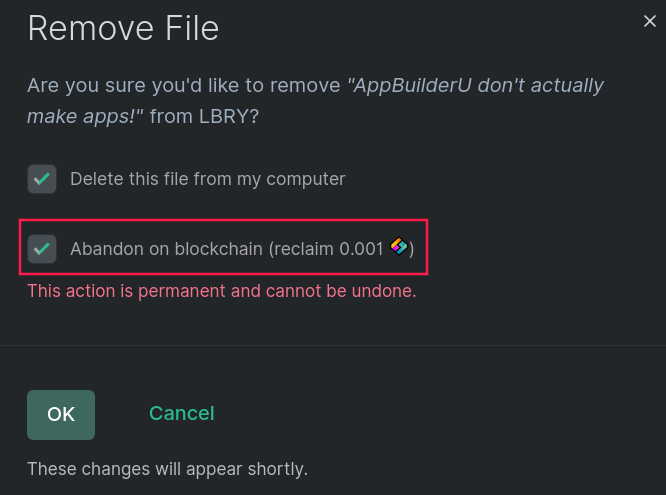 Remove File
Are you sure you'd like to remove "AppBuilderU don't actually
make apps!" from LBRY?
Delete this file from my computer
Abandon on blockchain (reclaim 0.001 )
This action is permanent and cannot be undone.
OK
Cancel
These changes will appear shortly.